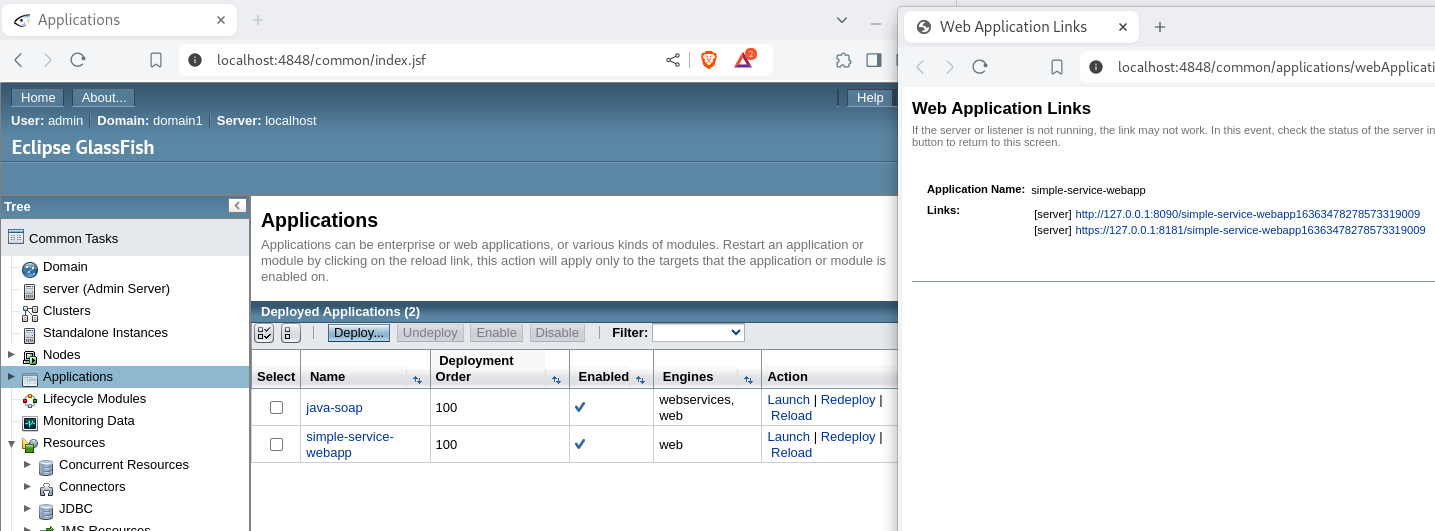 Applications
localhost:4848/common/index.jsf
2
Home
About...
Help
User: admin
Domain: domain1
Server: localhost
Eclipse GlassFish
Tree
Common Tasks
Domain
server (Admin Server)
Clusters
Standalone Instances
Nodes
Applications
Lifecycle Modules
Monitoring Data
Resources
Concurrent Resources
Connectors
JDBC
JMS Resources
Applications
Applications can be enterprise or web applications, or various kinds of modules. Restart an application or
module by clicking on the reload link, this action will apply only to the targets that the application or module is
enabled on.
Deployed Applications (2)
Deploy...
Undeploy
Enable
Disable
Filter:
Select
Name
Deployment
Order
Enabled
Engines
Action
java-soap
100
webservices,
web
Launch | Redeploy |
Reload
simple-service-
webapp
100
web
Launch | Redeploy |
Reload
Web Application Links
localhost:4848/common/applications/webApplicati
Web Application Links
If the server or listener is not running, the link may not work. In this event, check the status of the server in
button to return to this screen.
Application Name: simple-service-webapp
Links:
[server] http://127.0.0.1:8090/simple-service-webapp16363478278573319009
[server] https://127.0.0.1:8181/simple-service-webapp16363478278573319009